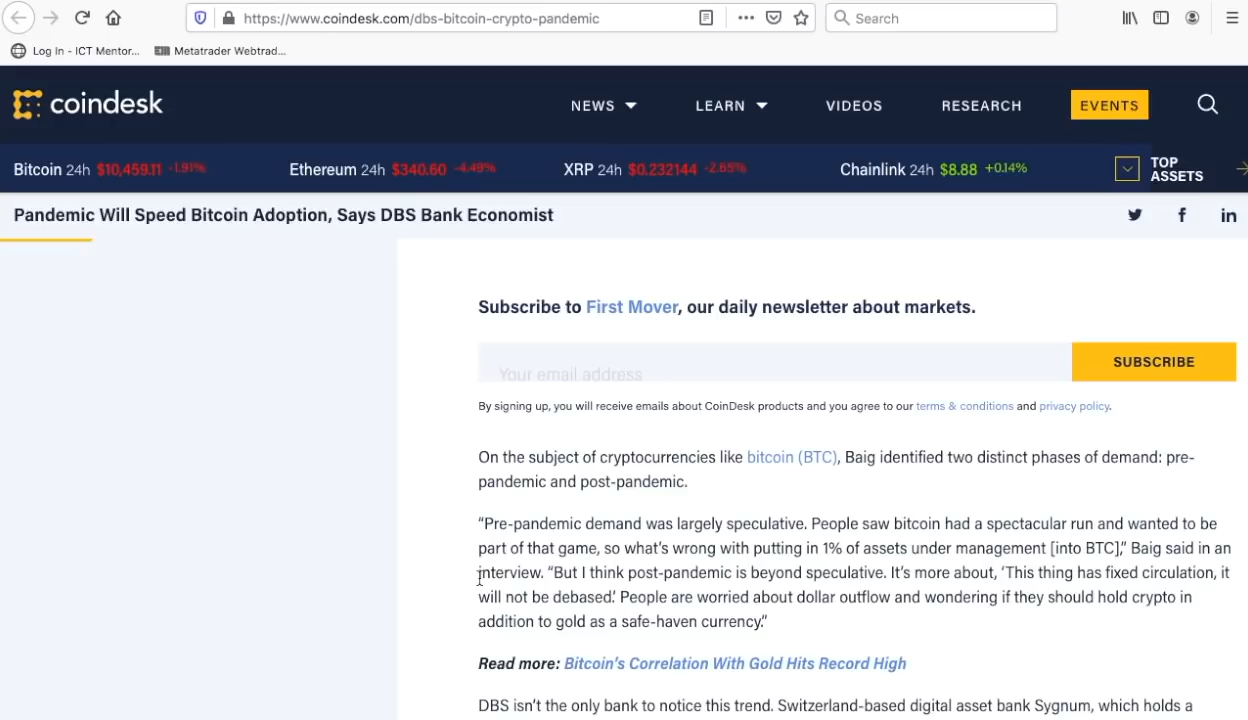 https://www.coindesk.com/dbs-bitcoin-crypto-pandemic
Search
Log In - ICT Mentor...
Metatrader Webtrad...
coindesk
NEWS
LEARN
VIDEOS
RESEARCH
EVENTS
Bitcoin 24h $10,459.11 -1.91%
Ethereum 24h $340.60 -4.49%
XRP 24h $0.232144 -2.65%
Chainlink 24h $8.88 +0.14%
TOP
ASSETS
Pandemic Will Speed Bitcoin Adoption, Says DBS Bank Economist
Subscribe to First Mover, our daily newsletter about markets.
Your email address
SUBSCRIBE
By signing up, you will receive emails about CoinDesk products and you agree to our terms & conditions and privacy policy.
On the subject of cryptocurrencies like bitcoin (BTC), Baig identified two distinct phases of demand: pre-
pandemic and post-pandemic.
“Pre-pandemic demand was largely speculative. People saw bitcoin had a spectacular run and wanted to be
part of that game, so what’s wrong with putting in 1% of assets under management [into BTC],” Baig said in an
interview. “But I think post-pandemic is beyond speculative. It’s more about, ‘This thing has fixed circulation, it
will not be debased.’ People are worried about dollar outflow and wondering if they should hold crypto in
addition to gold as a safe-haven currency.”
Read more: Bitcoin’s Correlation With Gold Hits Record High
DBS isn’t the only bank to notice this trend. Switzerland-based digital asset bank Sygnum, which holds a